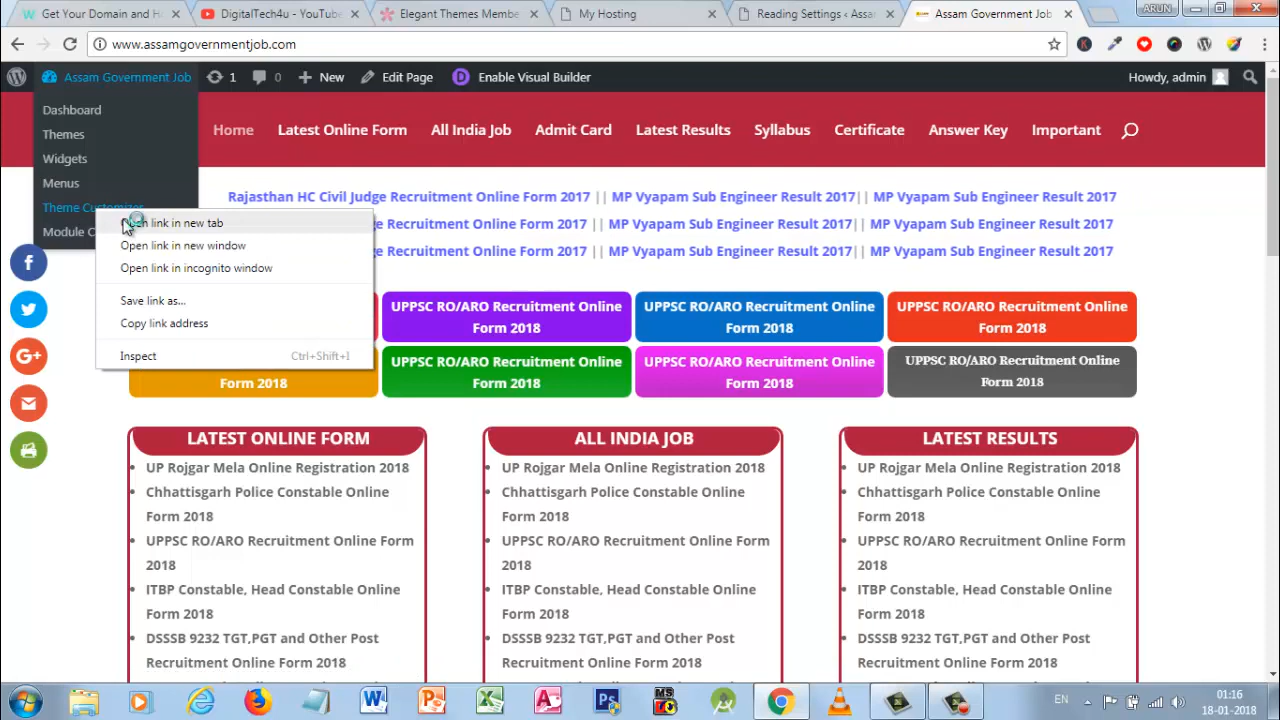 Get Your Domain and H
DigitalTech4u - YouTube
Elegant Themes Membe
My Hosting
Reading Settings ‹ Assa
Assam Government Job
ARUN
www.assamgovernmentjob.com
Assam Government Job
1
0
New
Edit Page
Enable Visual Builder
Howdy, admin
Dashboard
Themes
Widgets
Menus
Theme Customizer
Module C
Home
Latest Online Form
All India Job
Admit Card
Latest Results
Syllabus
Certificate
Answer Key
Important
link in new tab
Open link in new window
Open link in incognito window
Save link as...
Copy link address
Inspect Ctrl+Shift+I
Rajasthan HC Civil Judge Recruitment Online Form 2017 || MP Vyapam Sub Engineer Result 2017|| MP Vyapam Sub Engineer Result 2017
e Recruitment Online Form 2017 || MP Vyapam Sub Engineer Result 2017|| MP Vyapam Sub Engineer Result 2017
e Recruitment Online Form 2017 || MP Vyapam Sub Engineer Result 2017|| MP Vyapam Sub Engineer Result 2017
UPPSC RO/ARO Recruitment Online
Form 2018
UPPSC RO/ARO Recruitment Online
Form 2018
UPPSC RO/ARO Recruitment Online
Form 2018
Form 2018
UPPSC RO/ARO Recruitment Online
Form 2018
UPPSC RO/ARO Recruitment Online
Form 2018
UPPSC RO/ARO Recruitment Online
Form 2018
LATEST ONLINE FORM
UP Rojgar Mela Online Registration 2018
Chhattisgarh Police Constable Online
Form 2018
UPPSC RO/ARO Recruitment Online Form
2018
ITBP Constable, Head Constable Online
Form 2018
DSSSB 9232 TGT,PGT and Other Post
Recruitment Online Form 2018
ALL INDIA JOB
UP Rojgar Mela Online Registration 2018
Chhattisgarh Police Constable Online
Form 2018
UPPSC RO/ARO Recruitment Online Form
2018
ITBP Constable, Head Constable Online
Form 2018
DSSSB 9232 TGT,PGT and Other Post
Recruitment Online Form 2018
LATEST RESULTS
UP Rojgar Mela Online Registration 2018
Chhattisgarh Police Constable Online
Form 2018
UPPSC RO/ARO Recruitment Online Form
2018
ITBP Constable, Head Constable Online
Form 2018
DSSSB 9232 TGT,PGT and Other Post
Recruitment Online Form 2018
EN
01:16
18-01-2018